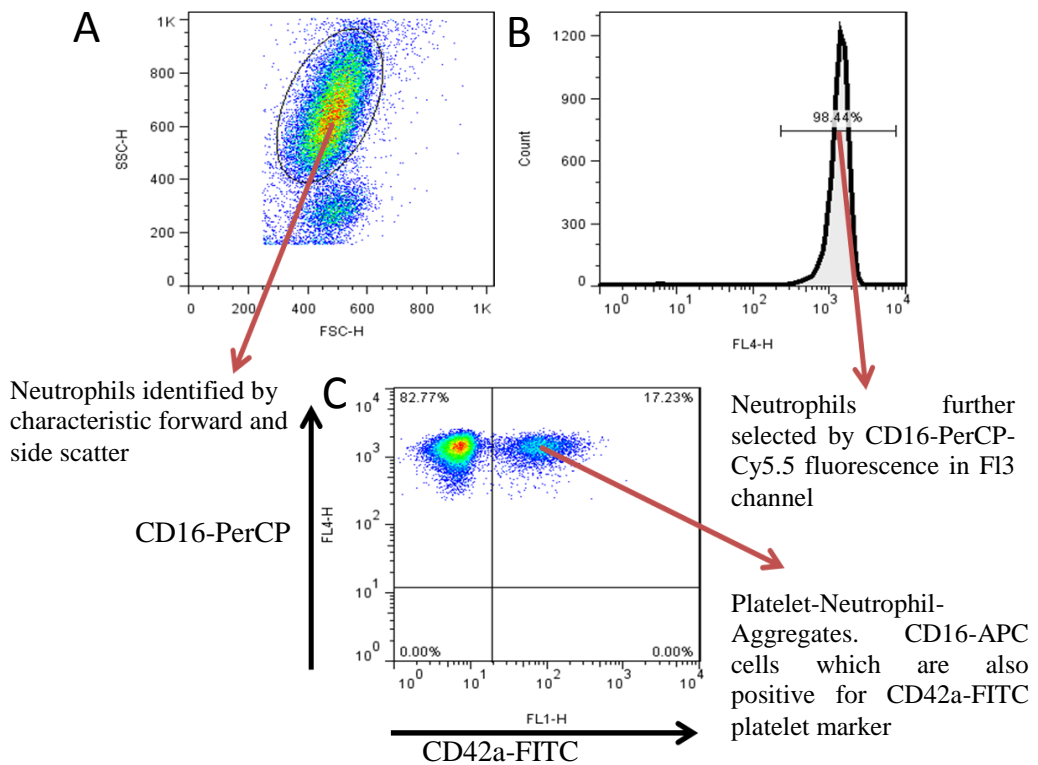 A
1K
800
600
400
200
0
SSC-H
0 200 400 600 800 1K
FSC-H
B
1200
900
600
300
0
Count
98.44%
10^0 10^1 10^2 10^3 10^4
FL4-H
Neutrophils identified by
characteristic forward and
side scatter
Neutrophils further
selected by CD16-PerCP-
Cy5.5 fluorescence in Fl3
channel
C
82.77% 17.23%
10^4
10^3
10^2
10^1
10^0
FL4-H
CD16-PerCP
0.00% 0.00%
10^0 10^1 10^2 10^3 10^4
FL1-H
CD42a-FITC
Platelet-Neutrophil-
Aggregates. CD16-APC
cells which are also
positive for CD42a-FITC
platelet marker